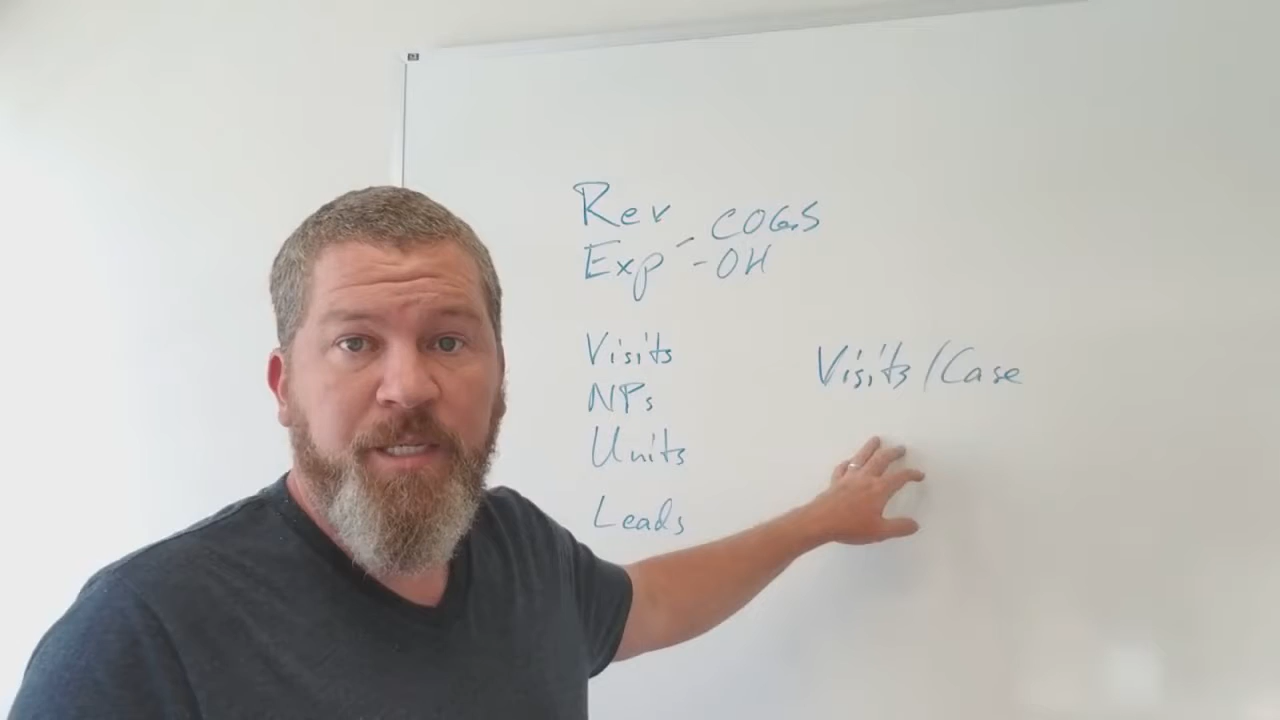 Rev - COGS
Exp - OH
Visits
NPs
Units
Leads
Visits/Case